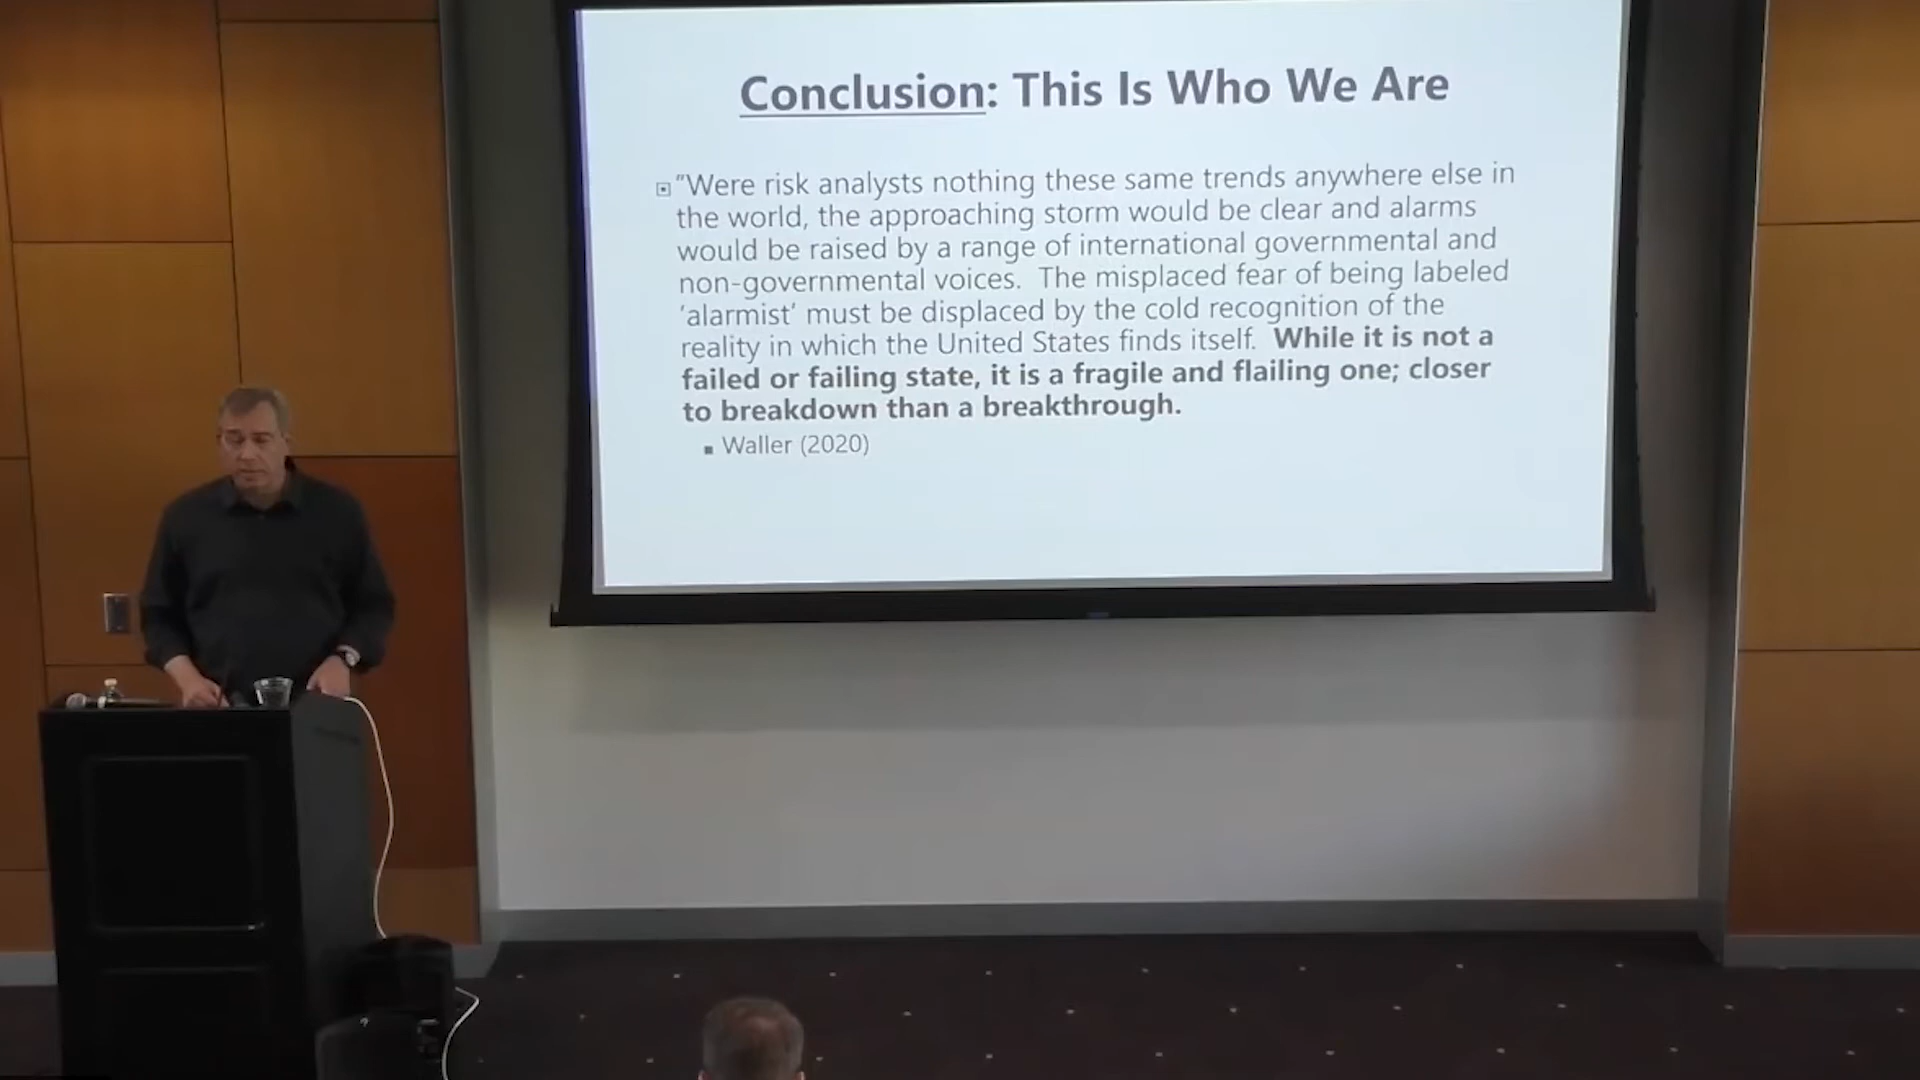 Conclusion: This Is Who We Are
"Were risk analysts nothing these same trends anywhere else in
the world, the approaching storm would be clear and alarms
would be raised by a range of international governmental and
non-governmental voices.  The misplaced fear of being labeled
'alarmist' must be displaced by the cold recognition of the
reality in which the United States finds itself.  While it is not a
failed or failing state, it is a fragile and flailing one; closer
to breakdown than a breakthrough.
Waller (2020)